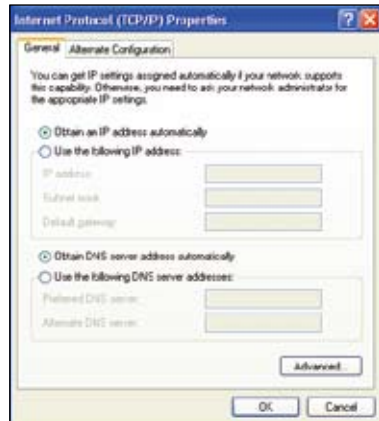 Internet Protocol (TCP/IP) Properties
General
Alternate Configuration
You can get IP settings assigned automatically if your network supports
this capability. Otherwise, you need to ask your network administrator for
the appropriate IP settings.
Obtain an IP address automatically
Use the following IP address:
IP address:
Subnet mask:
Default gateway:
Obtain DNS server address automatically
Use the following DNS server addresses:
Preferred DNS server:
Alternate DNS server:
Advanced...
OK
Cancel